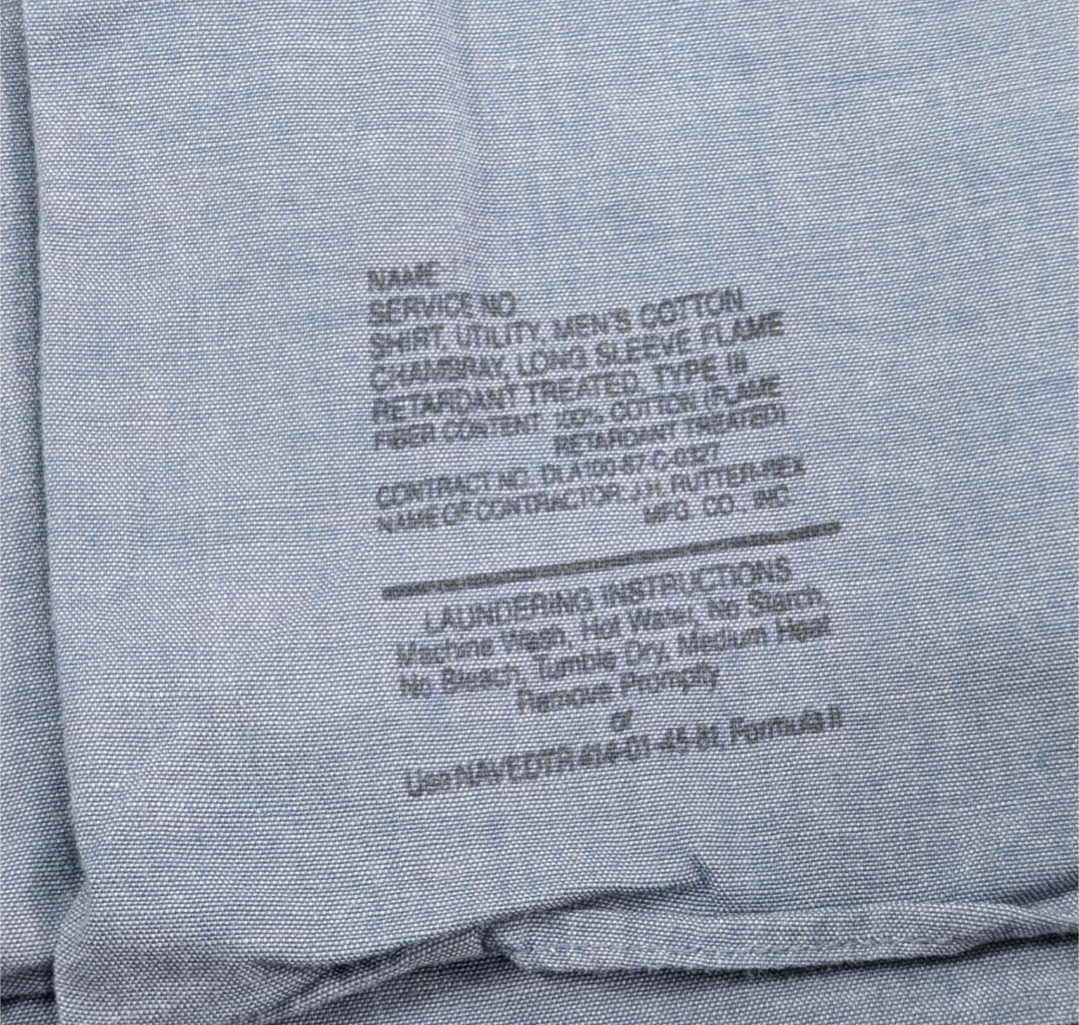 NAME
SERVICE NO
SHIRT, UTILITY, MEN'S COTTON
CHAMBRAY, LONG SLEEVE FLAME
RETARDANT TREATED, TYPE III
FIBER CONTENT 100% COTTON (FLAME
RETARDANT TREATED)
CONTRACT NO. DLA100-87-C-0327
NAME OF CONTRACTOR: J.H. RUTTER-REX
MFG. CO., INC.
LAUNDERING INSTRUCTIONS
Machine Wash, Hot Water, No Starch,
No Bleach, Tumble Dry, Medium Heat
Remove Promptly
or
Use NAVEDTR 414-01-45-81, Formula II